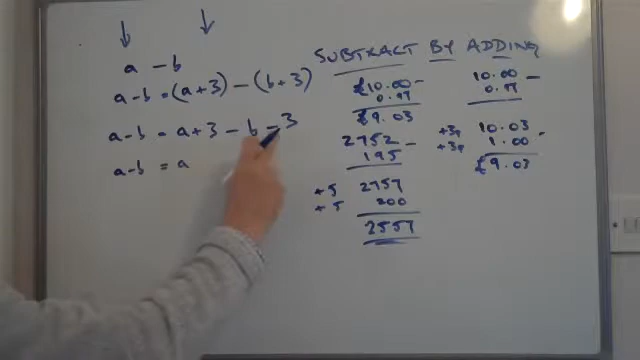 a - b
a-b = (a+3) - (b+3)
a-b = a+3 - b - 3
a-b = a
SUBTRACT BY ADDING
£10.00 -
0.97
£9.03
2752
195 -
+5 2757
+5 200
2557
10.00 -
0.97
+3p 10.03 -
+3p 1.00
£9.03